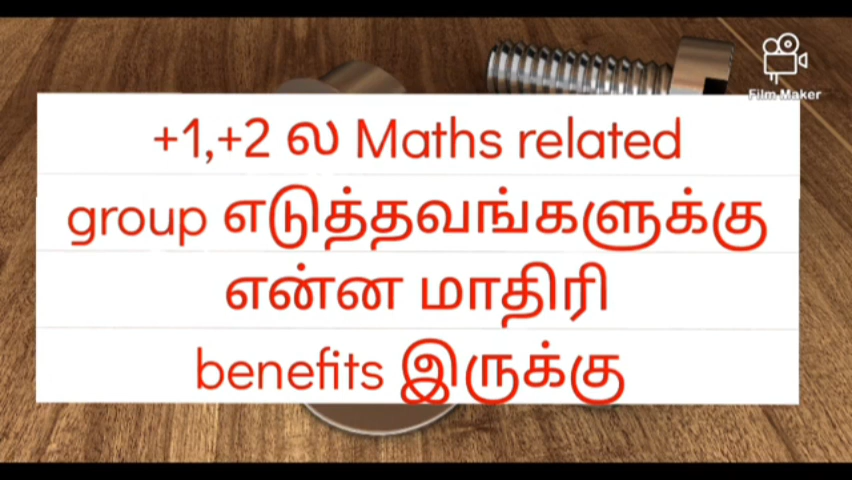 Film Maker
+1,+2 ல Maths related
group எடுத்தவங்களுக்கு
என்ன மாதிரி
benefits இருக்கு